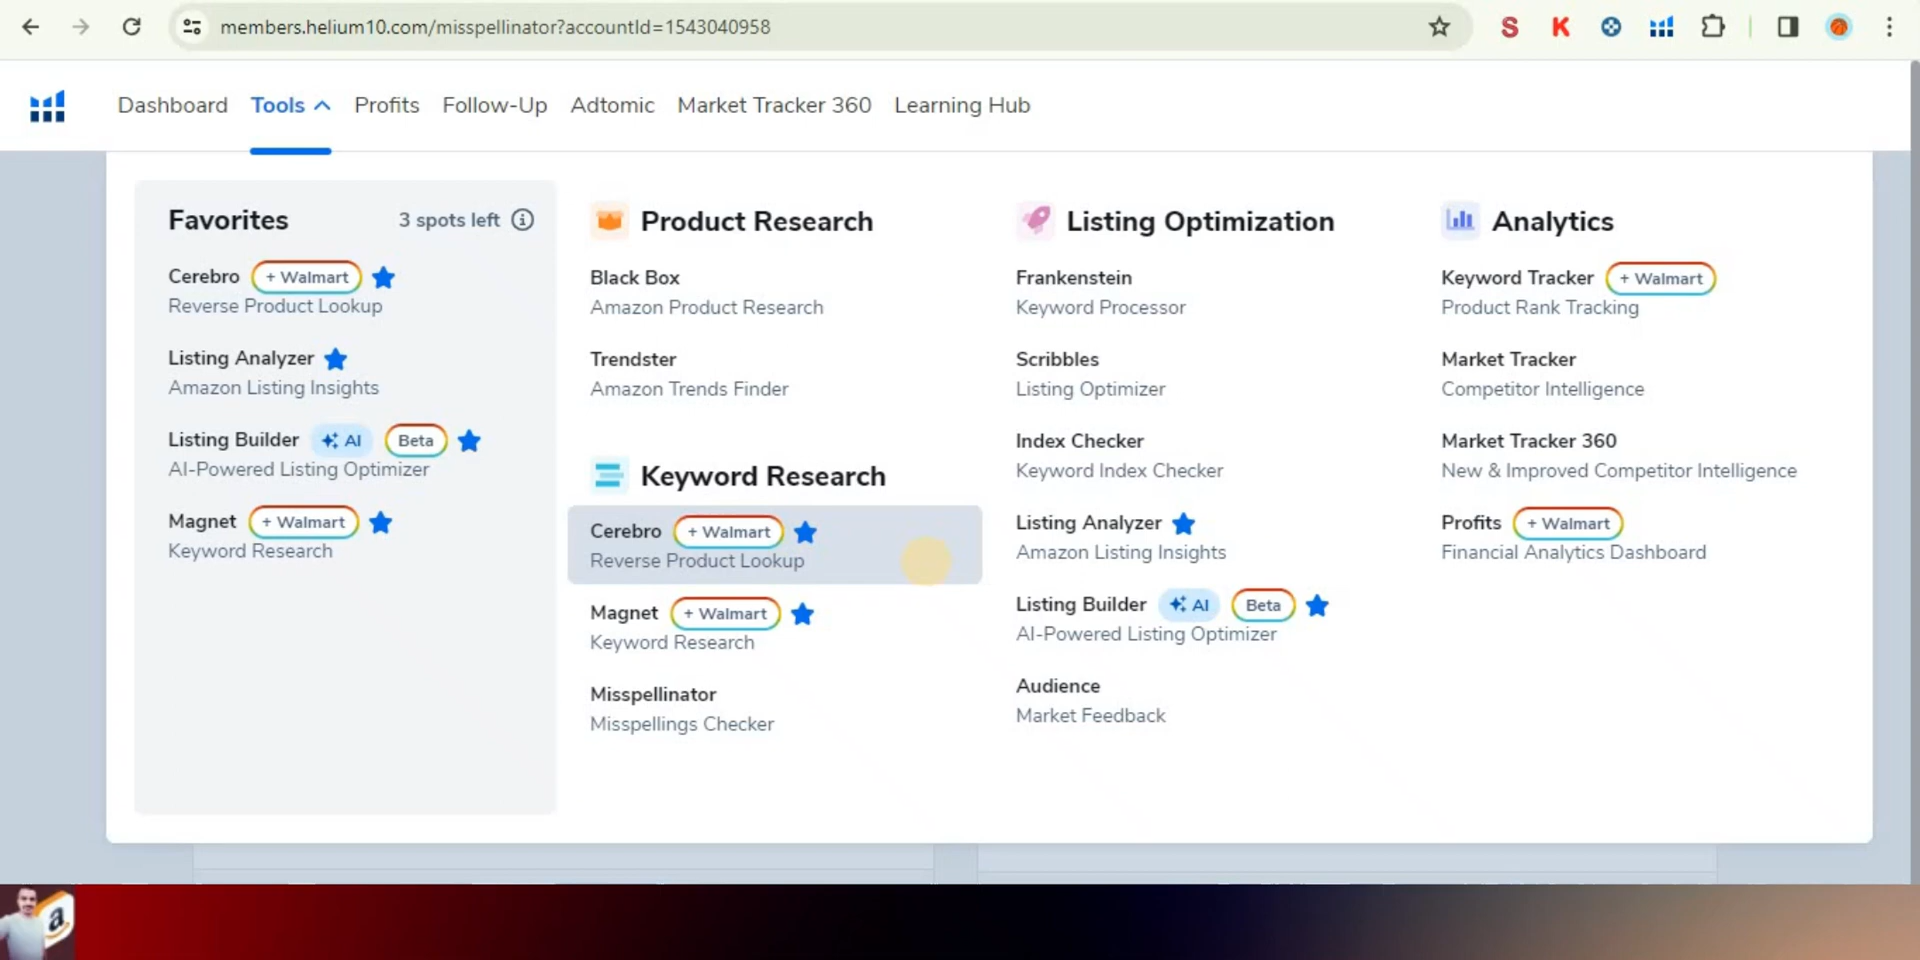 members.helium10.com/misspellinator?accountId=1543040958
S K
Dashboard Tools Profits Follow-Up Adtomic Market Tracker 360 Learning Hub
Favorites 3 spots left
Cerebro + Walmart
Reverse Product Lookup
Listing Analyzer
Amazon Listing Insights
Listing Builder AI Beta
AI-Powered Listing Optimizer
Magnet + Walmart
Keyword Research
Product Research
Black Box
Amazon Product Research
Trendster
Amazon Trends Finder
Keyword Research
Cerebro + Walmart
Reverse Product Lookup
Magnet + Walmart
Keyword Research
Misspellinator
Misspellings Checker
Listing Optimization
Frankenstein
Keyword Processor
Scribbles
Listing Optimizer
Index Checker
Keyword Index Checker
Listing Analyzer
Amazon Listing Insights
Listing Builder AI Beta
AI-Powered Listing Optimizer
Audience
Market Feedback
Analytics
Keyword Tracker + Walmart
Product Rank Tracking
Market Tracker
Competitor Intelligence
Market Tracker 360
New & Improved Competitor Intelligence
Profits + Walmart
Financial Analytics Dashboard
a